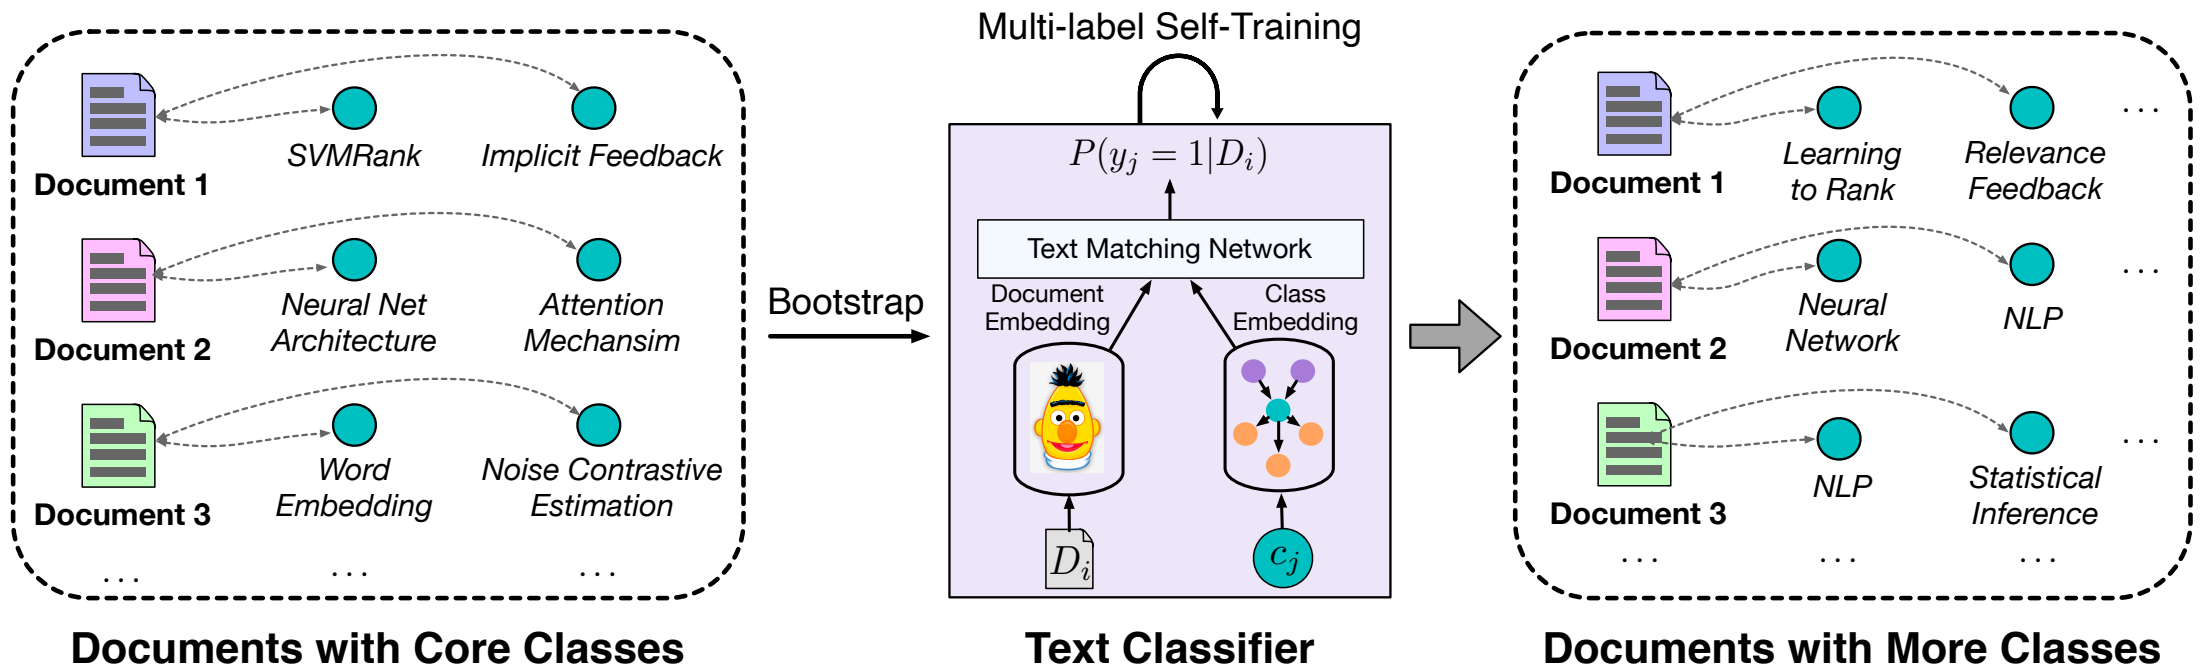 Multi-label Self-Training
SVMRank
Implicit Feedback
Document 1
Neural Net
Architecture
Attention
Mechansim
Document 2
Word
Embedding
Noise Contrastive
Estimation
Document 3
. . .
. . .
. . .
Documents with Core Classes
Bootstrap
P(y_j = 1|D_i)
Text Matching Network
Document
Embedding
Class
Embedding
D_i
c_j
Text Classifier
. . .
Learning
to Rank
Relevance
Feedback
Document 1
. . .
Neural
Network
NLP
Document 2
. . .
NLP
Statistical
Inference
Document 3
. . .
. . .
. . .
Documents with More Classes